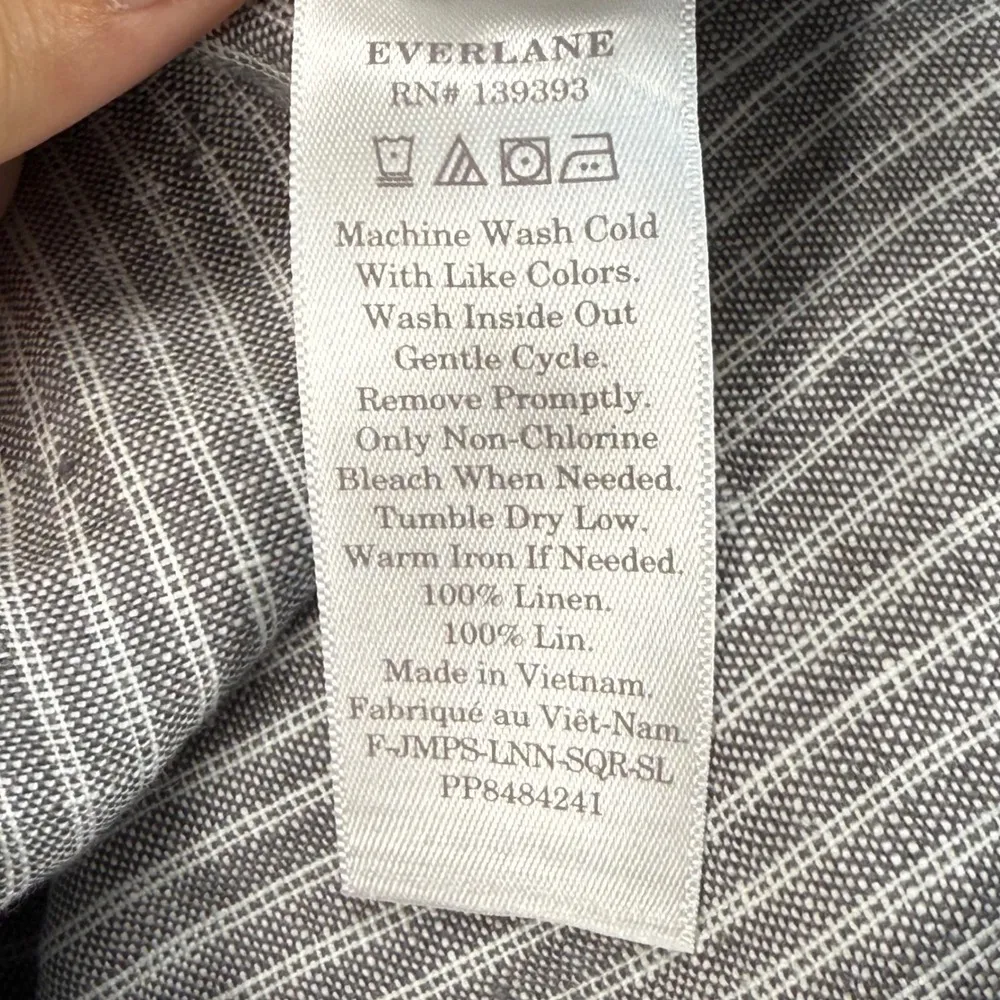 EVERLANE
RN# 139393
Machine Wash Cold
With Like Colors.
Wash Inside Out
Gentle Cycle.
Remove Promptly.
Only Non-Chlorine
Bleach When Needed.
Tumble Dry Low.
Warm Iron If Needed.
100% Linen.
100% Lin.
Made in Vietnam.
Fabriqué au Viêt-Nam.
F-JMPS-LNN-SQR-SL
PP8484241